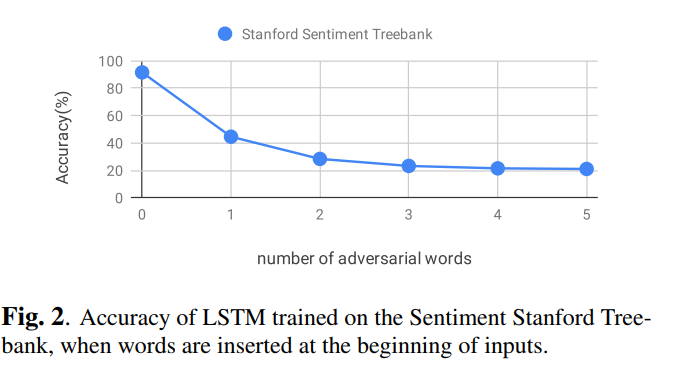 Stanford Sentiment Treebank
100
80
60
40
20
0
Accuracy(%)
0 1 2 3 4 5
number of adversarial words
Fig. 2. Accuracy of LSTM trained on the Sentiment Stanford Tree-
bank, when words are inserted at the beginning of inputs.